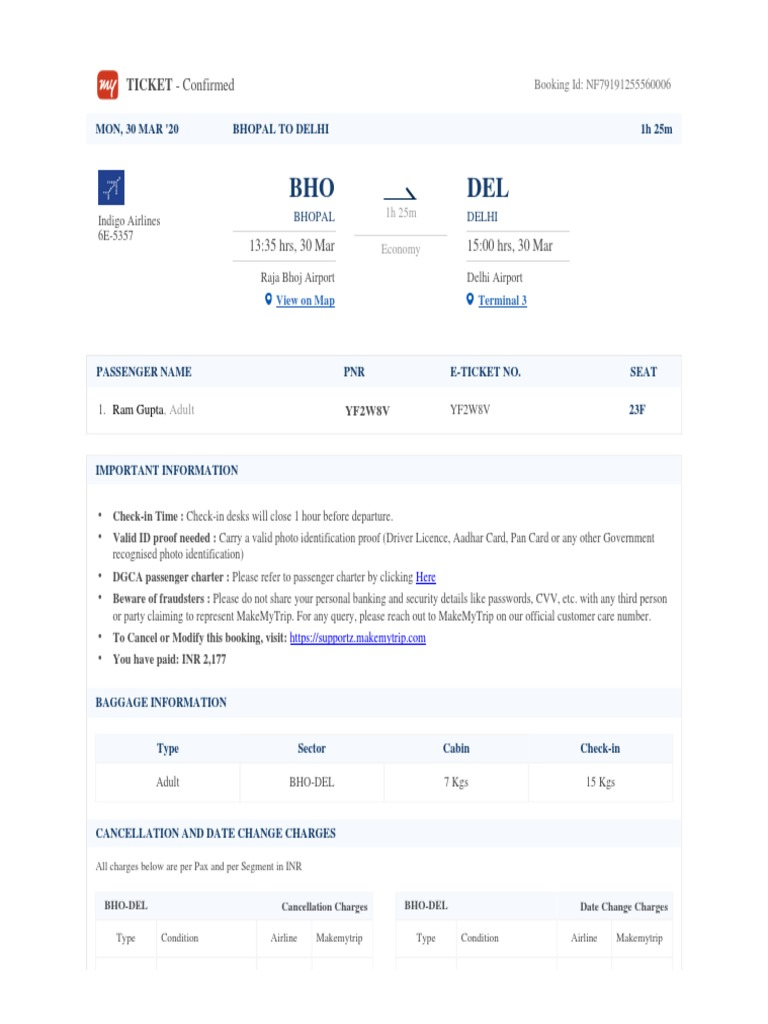 my TICKET - Confirmed Booking Id: NF79191255560006
MON, 30 MAR '20 BHOPAL TO DELHI 1h 25m
BHO DEL
BHOPAL 1h 25m DELHI
Indigo Airlines
6E-5357
13:35 hrs, 30 Mar Economy 15:00 hrs, 30 Mar
Raja Bhoj Airport Delhi Airport
View on Map Terminal 3
PASSENGER NAME PNR E-TICKET NO. SEAT
1. Ram Gupta, Adult YF2W8V YF2W8V 23F
IMPORTANT INFORMATION
• Check-in Time : Check-in desks will close 1 hour before departure.
• Valid ID proof needed : Carry a valid photo identification proof (Driver Licence, Aadhar Card, Pan Card or any other Government
recognised photo identification)
• DGCA passenger charter : Please refer to passenger charter by clicking Here
• Beware of fraudsters : Please do not share your personal banking and security details like passwords, CVV, etc. with any third person
or party claiming to represent MakeMyTrip. For any query, please reach out to MakeMyTrip on our official customer care number.
• To Cancel or Modify this booking, visit: https://supportz.makemytrip.com
• You have paid: INR 2,177
BAGGAGE INFORMATION
Type Sector Cabin Check-in
Adult BHO-DEL 7 Kgs 15 Kgs
CANCELLATION AND DATE CHANGE CHARGES
All charges below are per Pax and per Segment in INR
BHO-DEL Cancellation Charges BHO-DEL Date Change Charges
Type Condition Airline Makemytrip Type Condition Airline Makemytrip